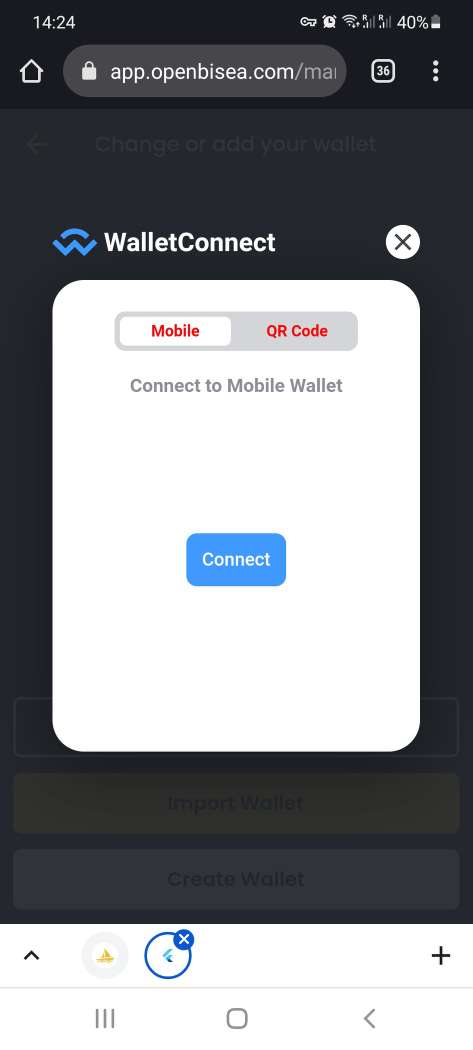 14:24
R R 40%
app.openbisea.com/mar
36
Change or add your wallet
WalletConnect
Mobile QR Code
Connect to Mobile Wallet
Connect
Import Wallet
Create Wallet